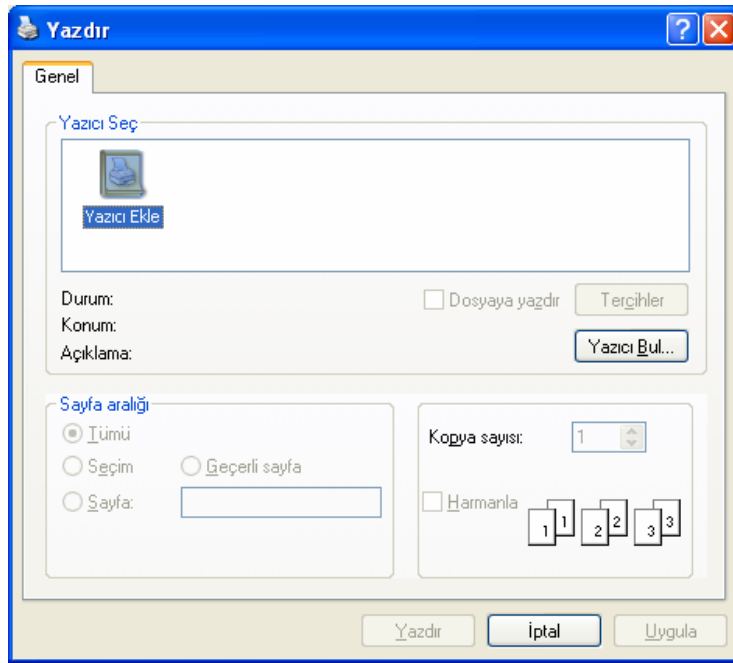 Yazdır
Genel
Yazıcı Seç
Yazıcı Ekle
Durum:
Konum:
Açıklama:
Dosyaya yazdır
Tercihler
Yazıcı Bul...
Sayfa aralığı
Tümü
Seçim
Geçerli sayfa
Sayfa:
Kopya sayısı:
1
Harmanla
1 1 2 2 3 3
Yazdır
İptal
Uygula